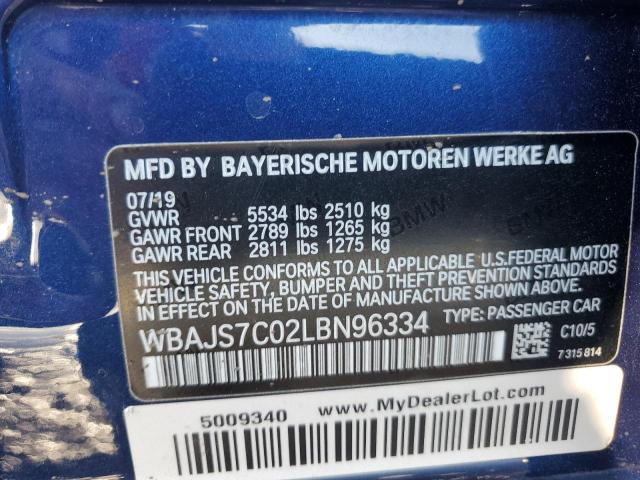 MFD BY BAYERISCHE MOTOREN WERKE AG
07/19
GVWR 5534 lbs 2510 kg
GAWR FRONT 2789 lbs 1265 kg
GAWR REAR 2811 lbs 1275 kg
THIS VEHICLE CONFORMS TO ALL APPLICABLE U.S.FEDERAL MOTOR
VEHICLE SAFETY, BUMPER AND THEFT PREVENTION STANDARDS
IN EFFECT ON THE DATE OF MANUFACTURE SHOWN ABOVE.
WBAJS7C02LBN96334 TYPE: PASSENGER CAR
C10/5
7315814
5009340 www.MyDealerLot.com
BMW